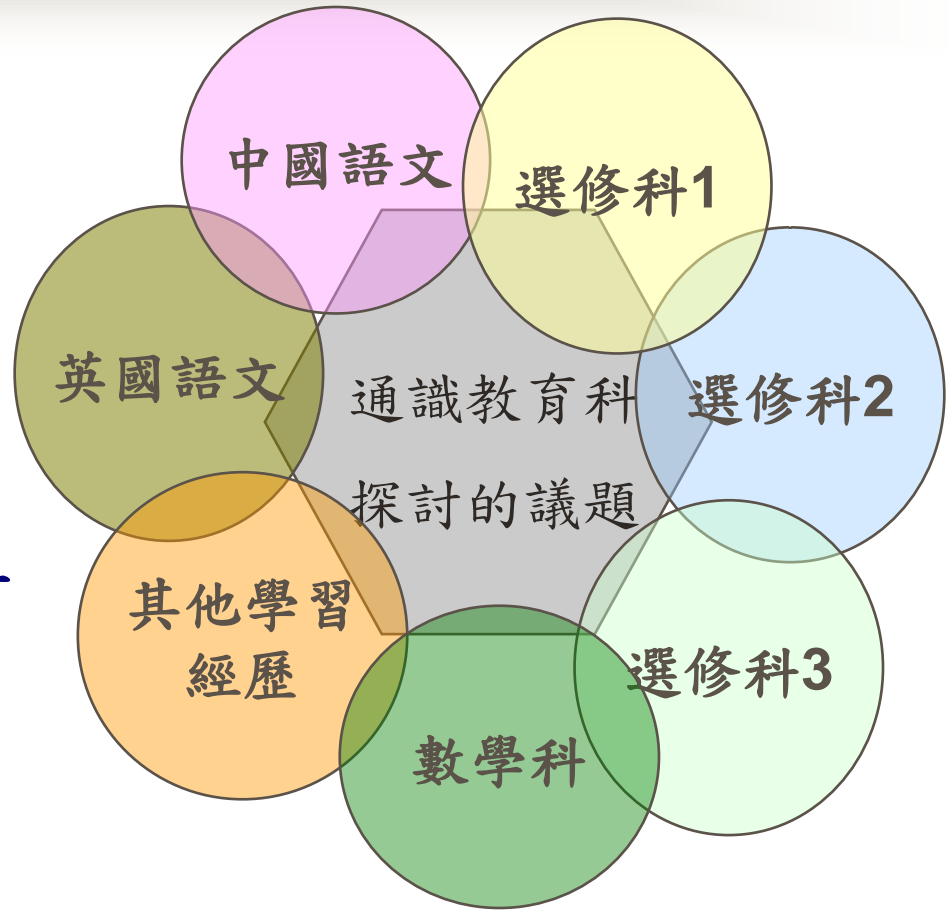 中國語文
選修科1
英國語文
通識教育科
探討的議題
選修科2
其他學習
經歷
選修科3
數學科